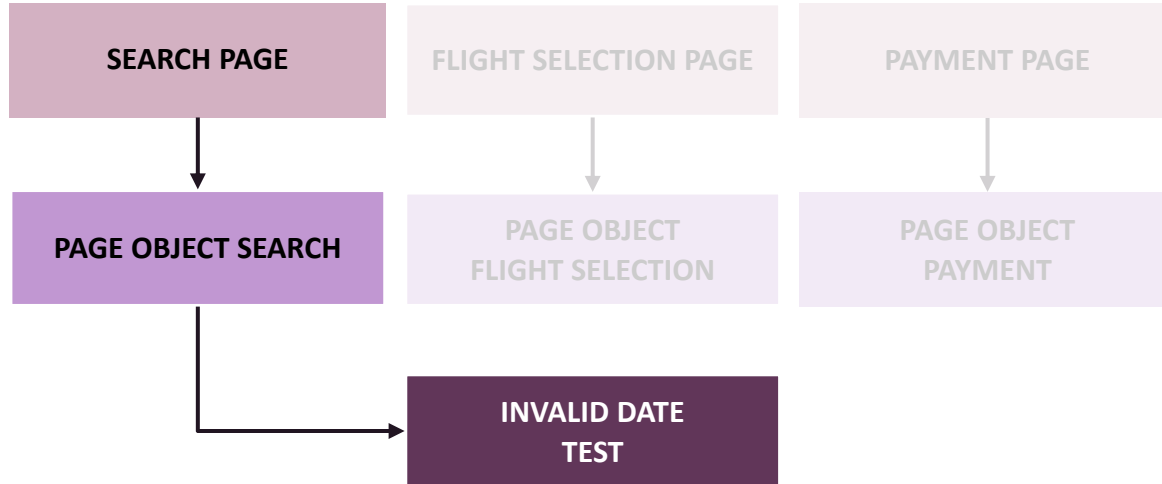 SEARCH PAGE
FLIGHT SELECTION PAGE
PAYMENT PAGE
PAGE OBJECT SEARCH
PAGE OBJECT
FLIGHT SELECTION
PAGE OBJECT
PAYMENT
INVALID DATE
TEST